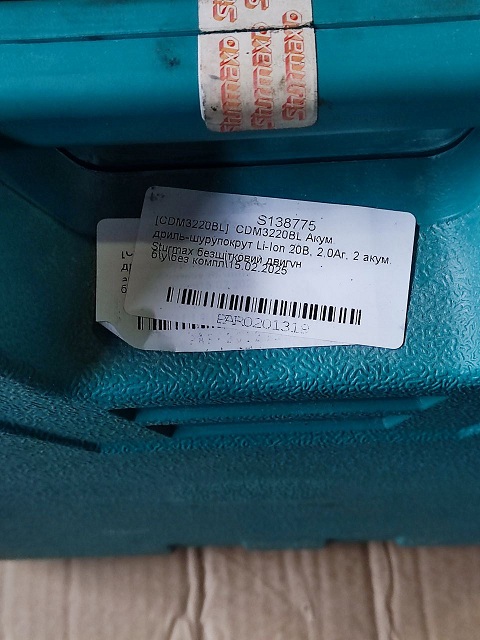 Sturmax
Sturmax
Sturmax
S138775
[CDM3220BL] CDM3220BL Акум
дриль-шурупокрут Li-Ion 20В, 2.0Аг, 2 акум.
Sturmax безщітковий двигун
б\у\без компл\15.02.2025